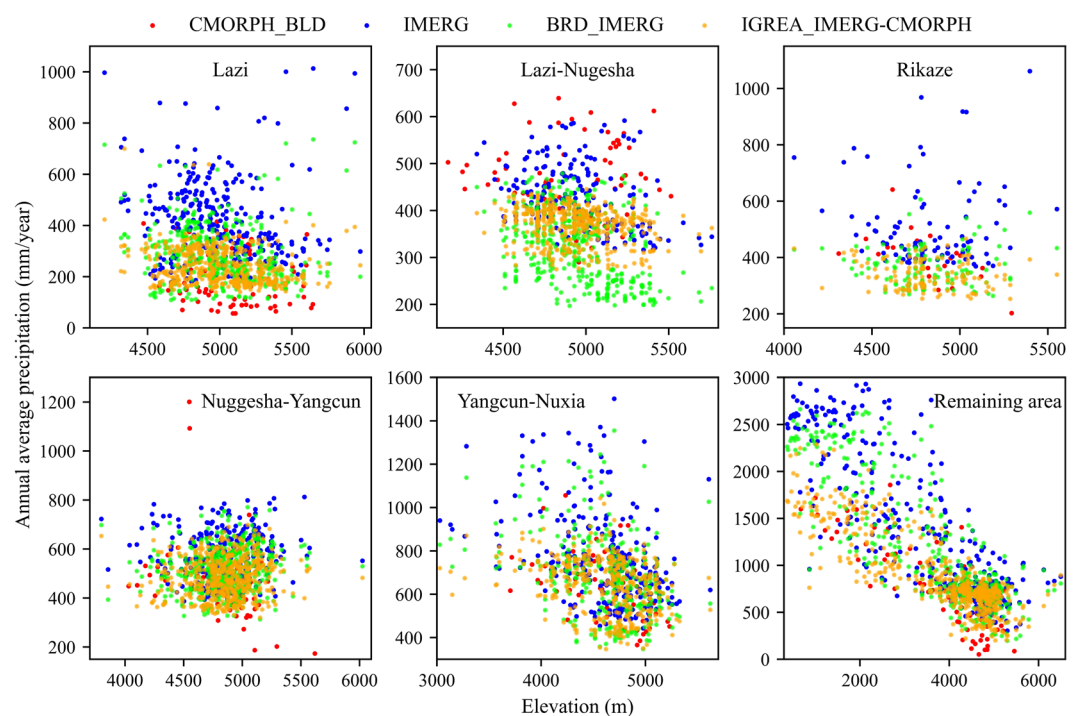 CMORPH_BLD IMERG BRD_IMERG IGREA_IMERG-CMORPH
Annual average precipitation (mm/year)
Lazi
1000
800
600
400
200
0
4500 5000 5500 6000
Lazi-Nugesha
700
600
500
400
300
200
4500 5000 5500
Rikaze
1000
800
600
400
200
4000 4500 5000 5500
Nuggesha-Yangcun
1200
1000
800
600
400
200
4000 4500 5000 5500 6000
Yangcun-Nuxia
1600
1400
1200
1000
800
600
400
3000 4000 5000
Remaining area
3000
2500
2000
1500
1000
500
0
2000 4000 6000
Elevation (m)